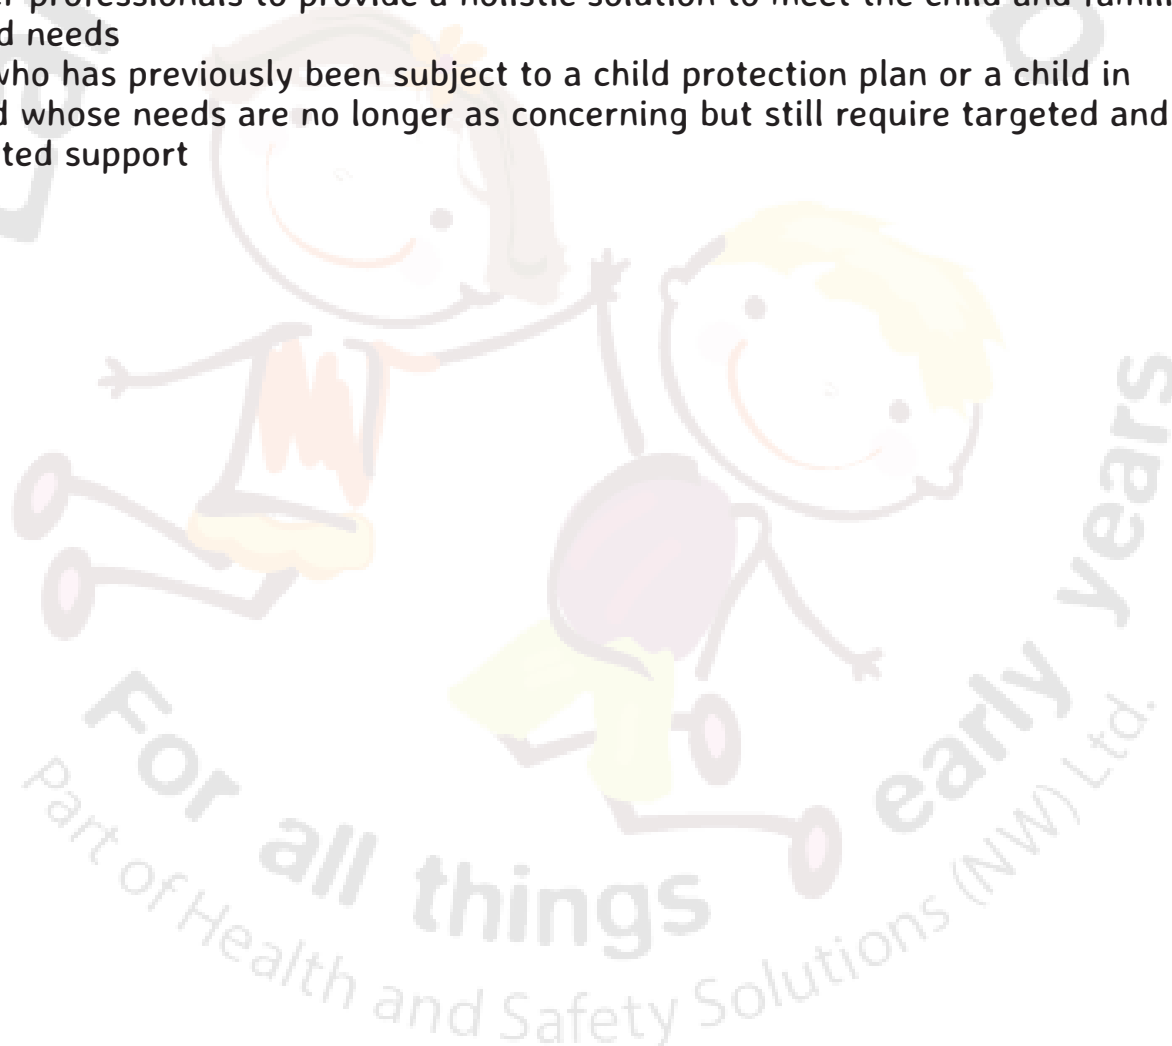 professionals to provide a holistic solution to meet the child and
needs
who has previously been subject to a child protection plan or a child in
whose needs are no longer as concerning but still require targeted and
support
For all things early years
Part of Health and Safety Solutions (NW) Ltd.